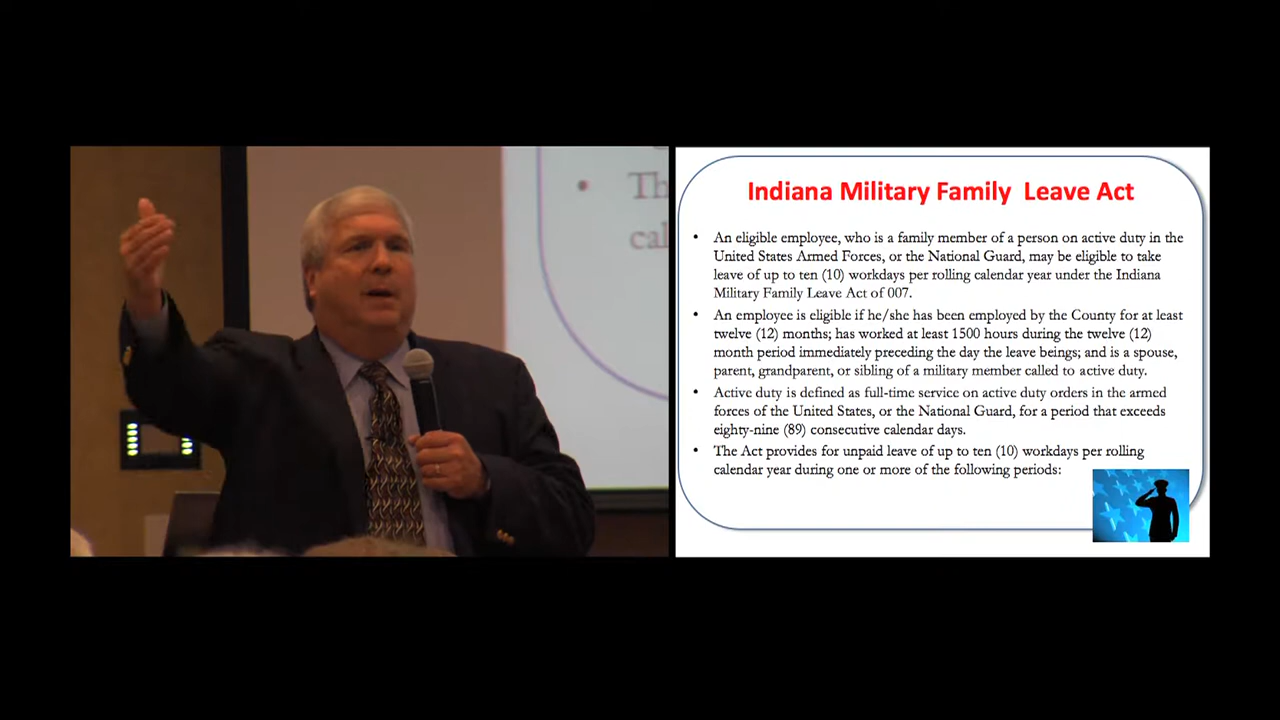 Th
cal
Indiana Military Family Leave Act
• An eligible employee, who is a family member of a person on active duty in the
United States Armed Forces, or the National Guard, may be eligible to take
leave of up to ten (10) workdays per rolling calendar year under the Indiana
Military Family Leave Act of 007.
• An employee is eligible if he/she has been employed by the County for at least
twelve (12) months; has worked at least 1500 hours during the twelve (12)
month period immediately preceding the day the leave beings; and is a spouse,
parent, grandparent, or sibling of a military member called to active duty.
• Active duty is defined as full-time service on active duty orders in the armed
forces of the United States, or the National Guard, for a period that exceeds
eighty-nine (89) consecutive calendar days.
• The Act provides for unpaid leave of up to ten (10) workdays per rolling
calendar year during one or more of the following periods: